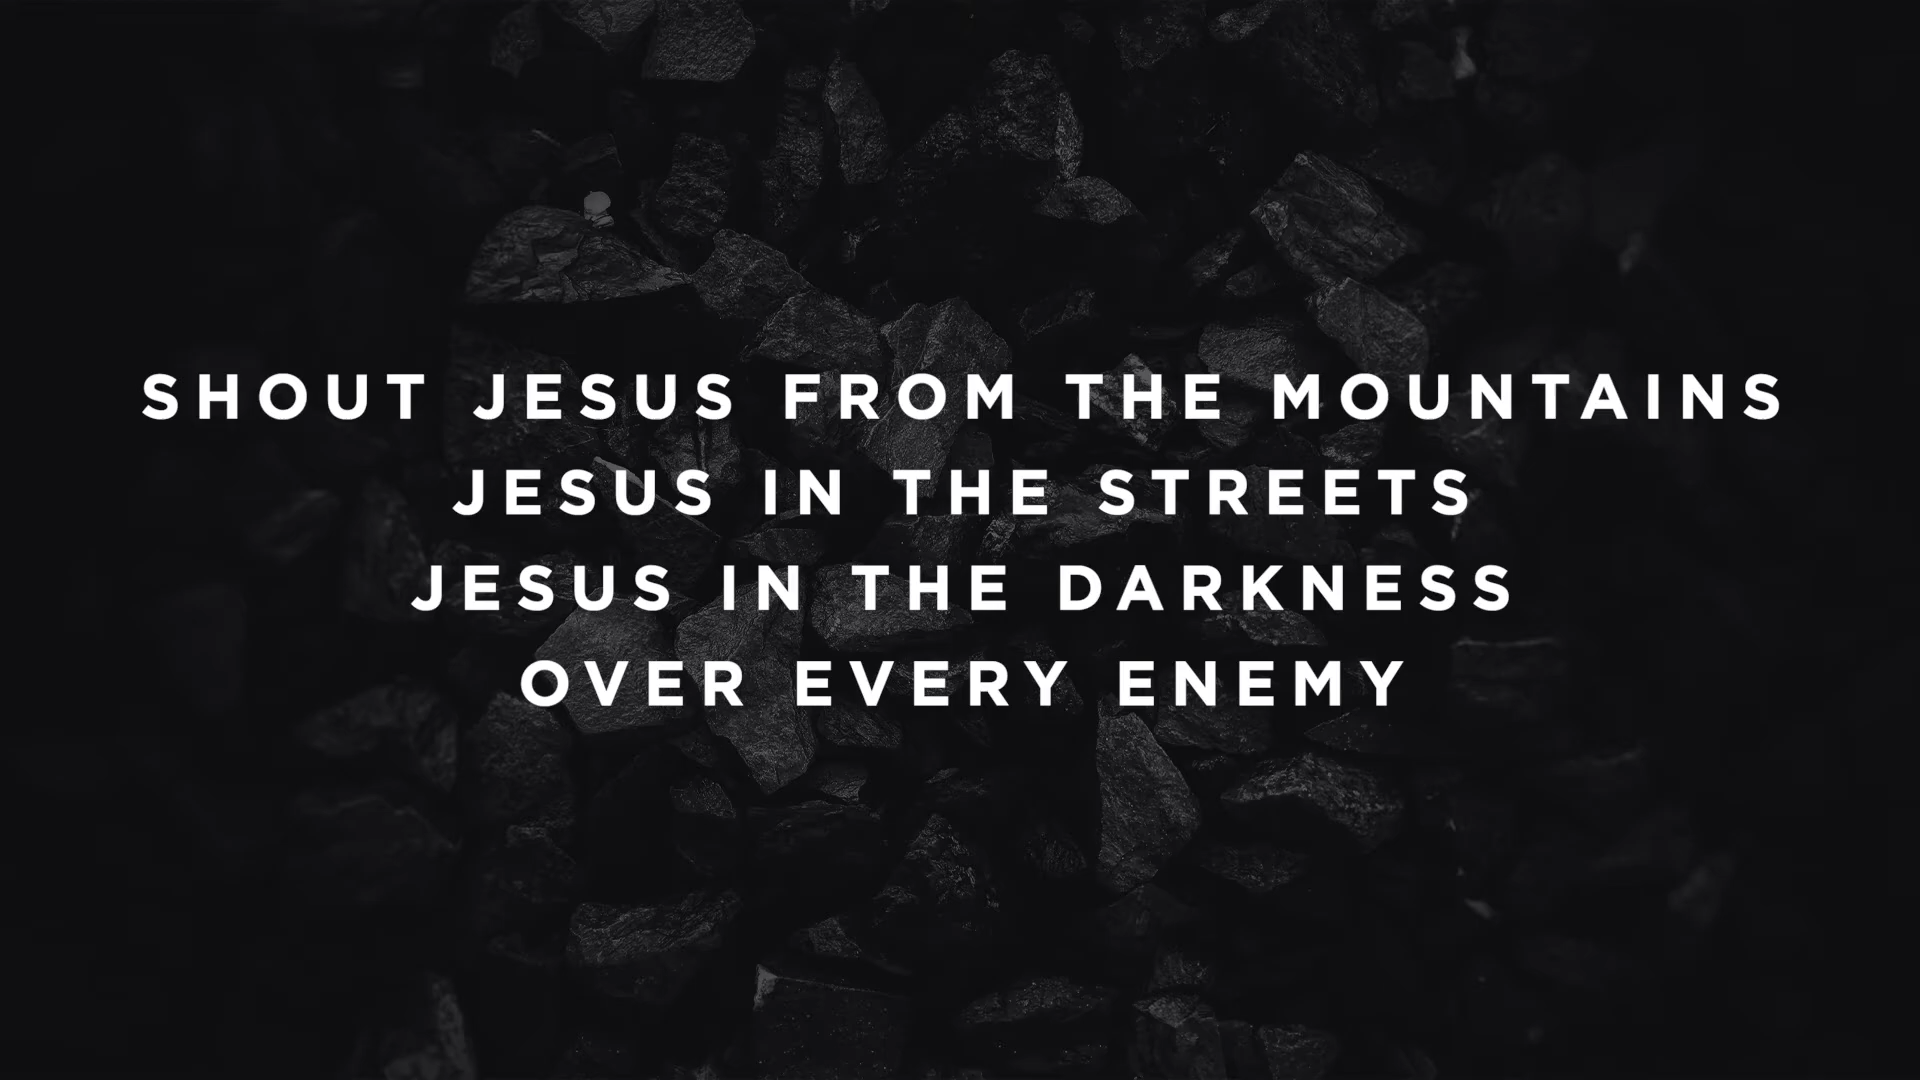 SHOUT JESUS FROM THE MOUNTAINS
JESUS IN THE STREETS
JESUS IN THE DARKNESS
OVER EVERY ENEMY